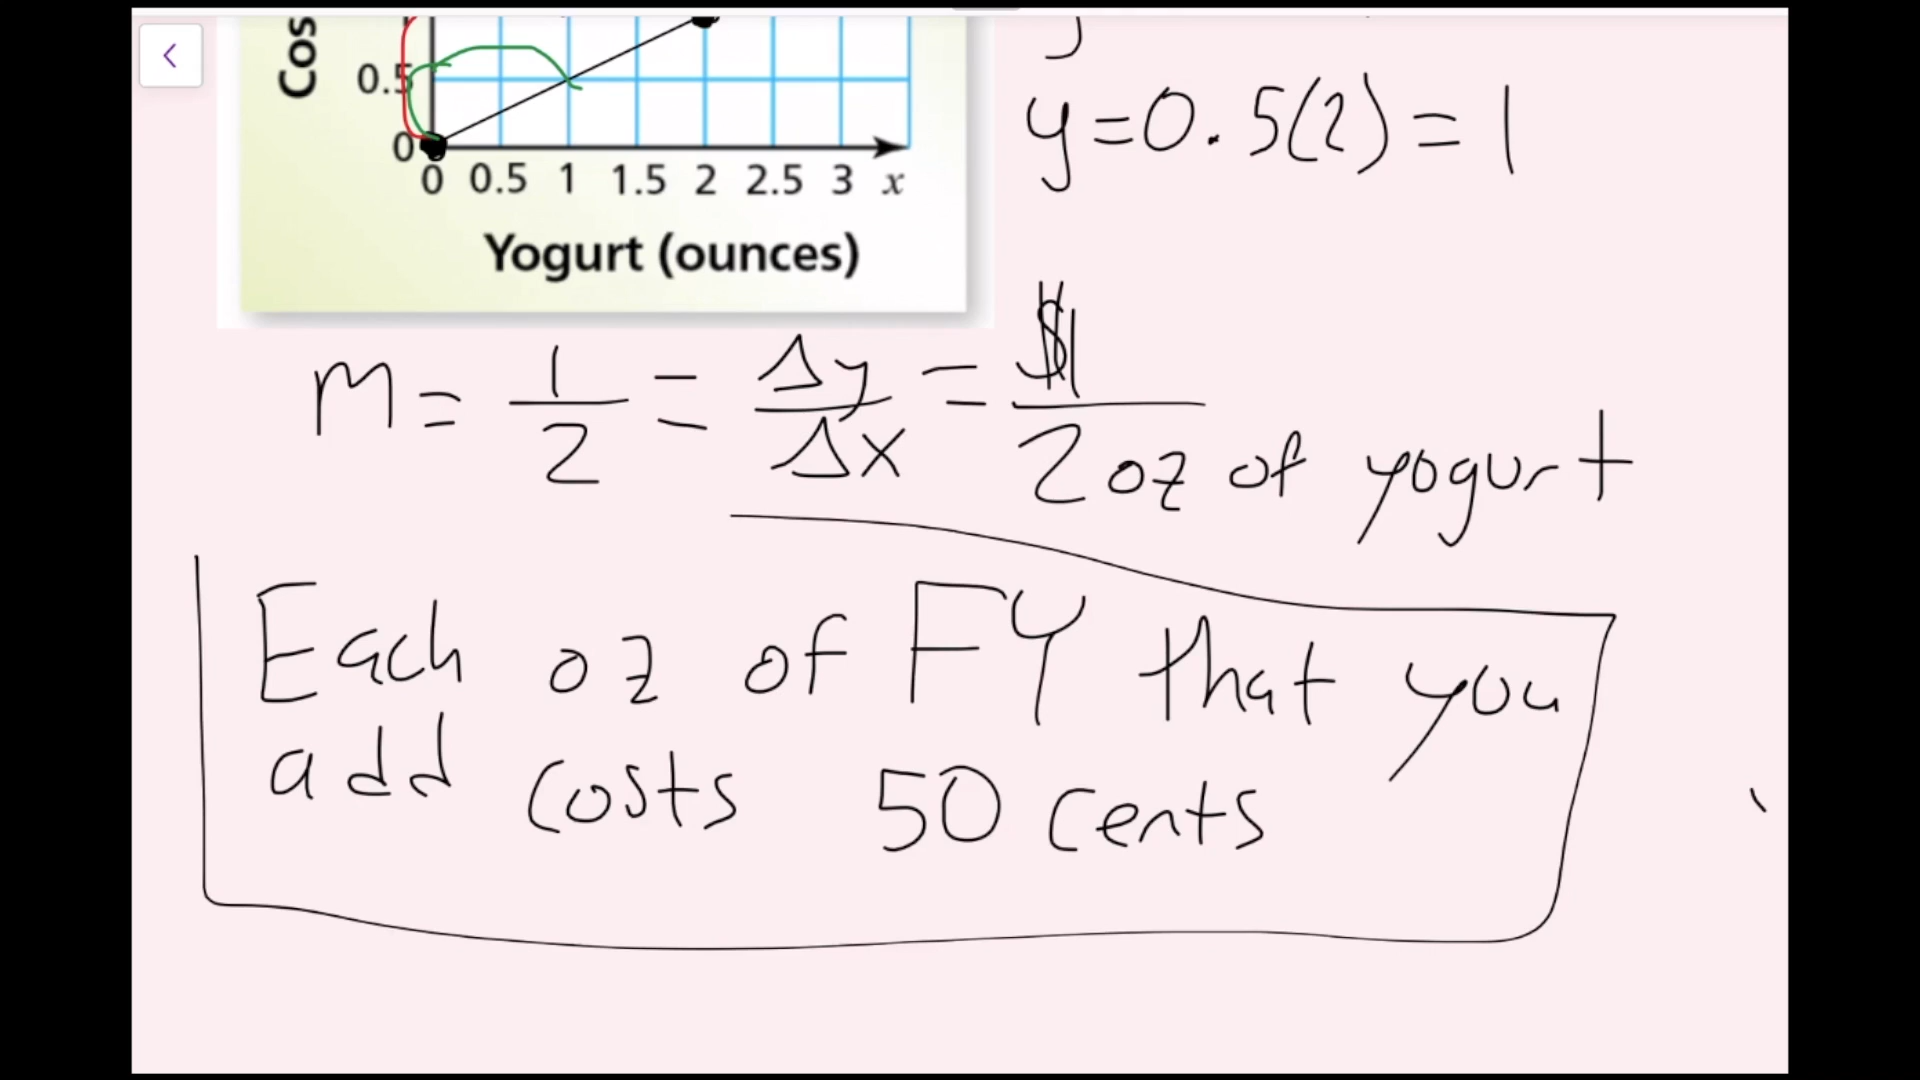 Cos
0.5
0
0 0.5 1 1.5 2 2.5 3 x
Yogurt (ounces)
y=0.5(2)=1
m = 1/2 = Δy/Δx = $1/2 oz of yogurt
Each oz of FY that you
add costs 50 cents